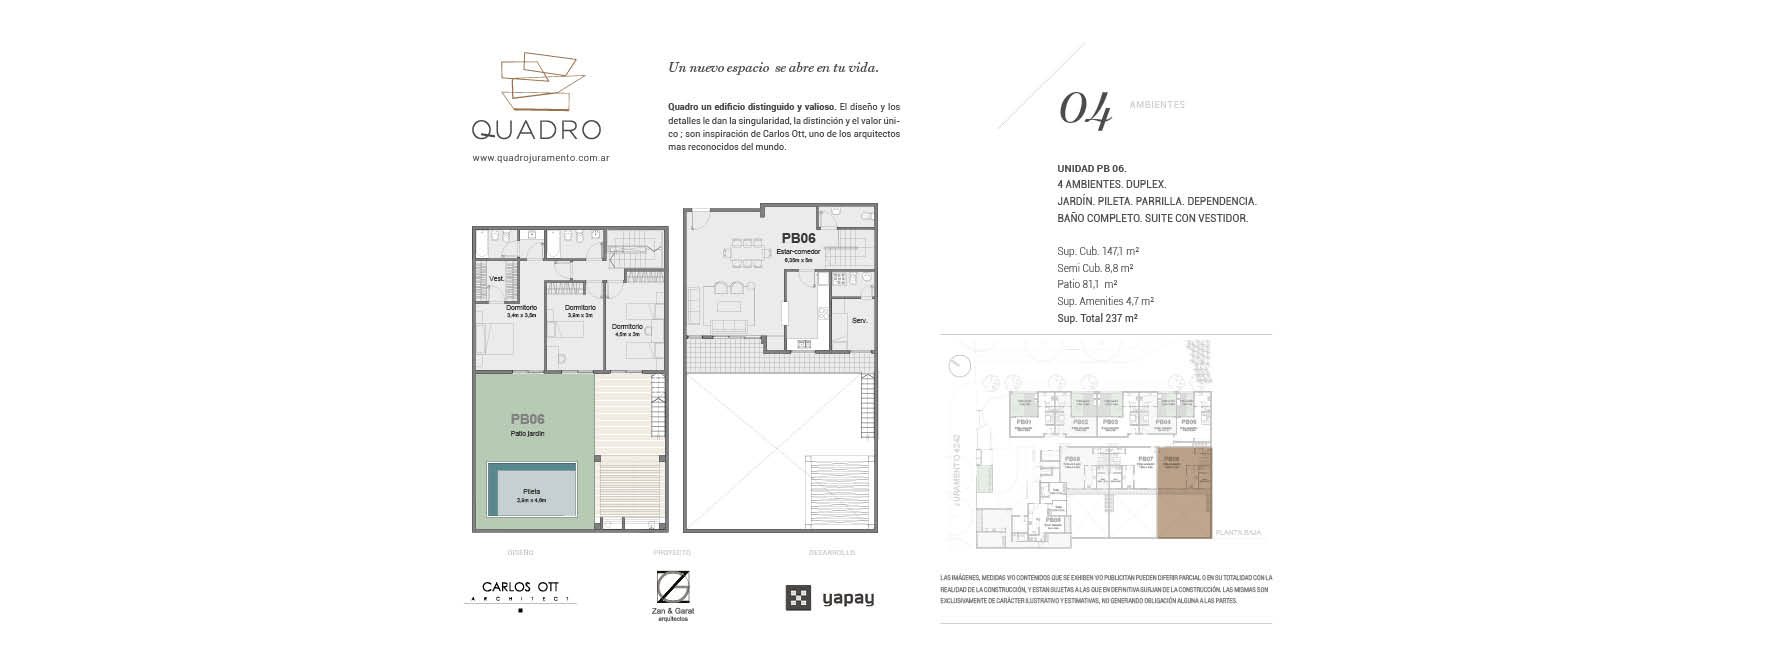 QUADRO
www.quadrojuramento.com.ar
Un nuevo espacio se abre en tu vida.
Quadro un edificio distinguido y valioso. El diseño y los
detalles le dan la singularidad, la distinción y el valor úni-
co ; son inspiración de Carlos Ott, uno de los arquitectos
mas reconocidos del mundo.
04 AMBIENTES
UNIDAD PB 06.
4 AMBIENTES. DUPLEX.
JARDÍN. PILETA. PARRILLA. DEPENDENCIA.
BAÑO COMPLETO. SUITE CON VESTIDOR.
Sup. Cub. 147,1 m²
Semi Cub. 8,8 m²
Patio 81,1 m²
Sup. Amenities 4,7 m²
Sup. Total 237 m²
Vest.
Dormitorio
3,4m x 3,5m
Dormitorio
3,9m x 3m
Dormitorio
4,5m x 3m
PB06
Patio jardín
Pileta
2,9m x 4,6m
PB06
Estar-comedor
6,35m x 5m
Serv.
PB01
PB02
PB03
PB04
PB05
PB07
JURAMENTO 4242
PLANTA BAJA
DISEÑO
PROYECTO
DESARROLLO
CARLOS OTT
ARCHITECT
Zan & Garat
arquitectos
yapay
LAS IMÁGENES, MEDIDAS Y/O CONTENIDOS QUE SE EXHIBEN Y/O PUBLICITAN PUEDEN DIFERIR PARCIAL O EN SU TOTALIDAD CON LA
REALIDAD DE LA CONSTRUCCIÓN, Y ESTAN SUJETAS A LAS QUE EN DEFINITIVA SURJAN DE LA CONSTRUCCIÓN. LAS MISMAS SON
EXCLUSIVAMENTE DE CARÁCTER ILUSTRATIVO Y ESTIMATIVAS, NO GENERANDO OBLIGACIÓN ALGUNA A LAS PARTES.